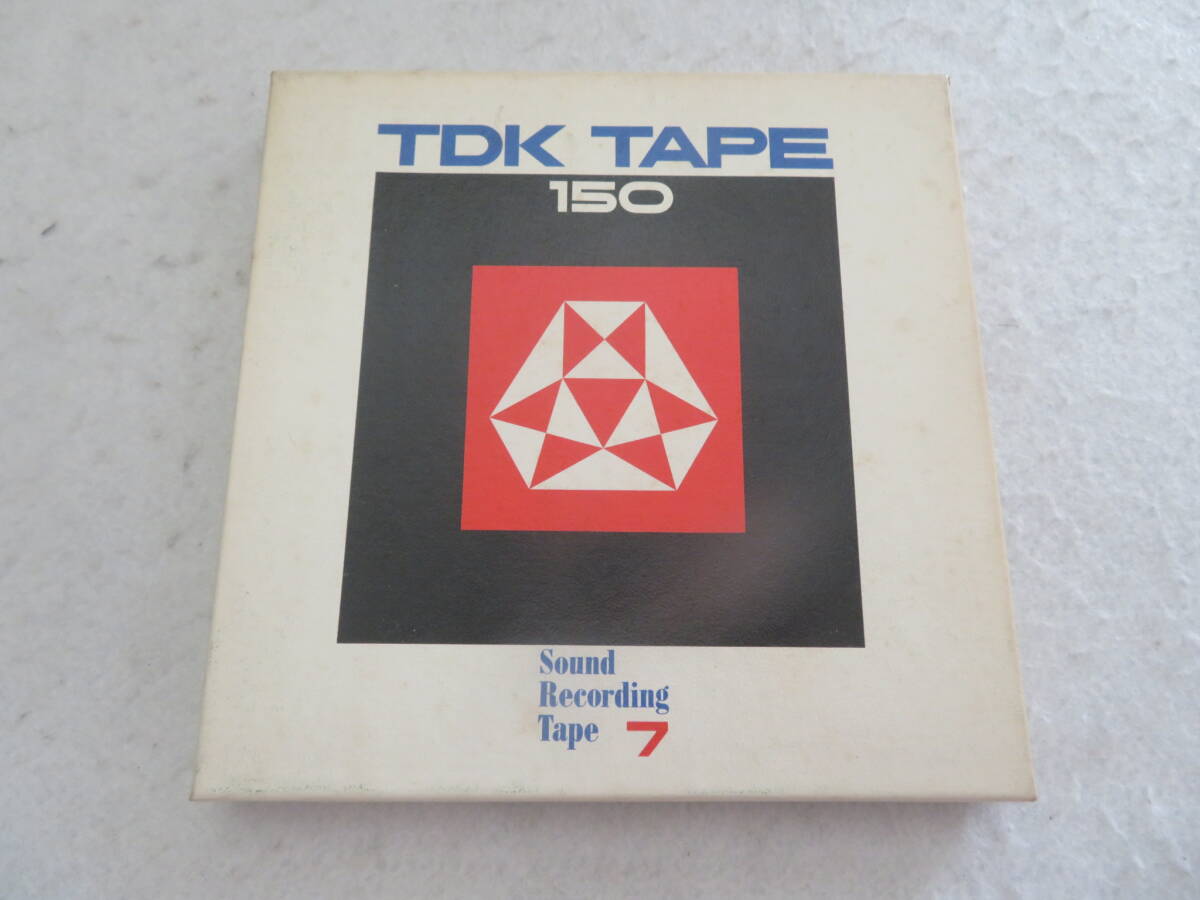 TDK TAPE
150
Sound
Recording
Tape 7